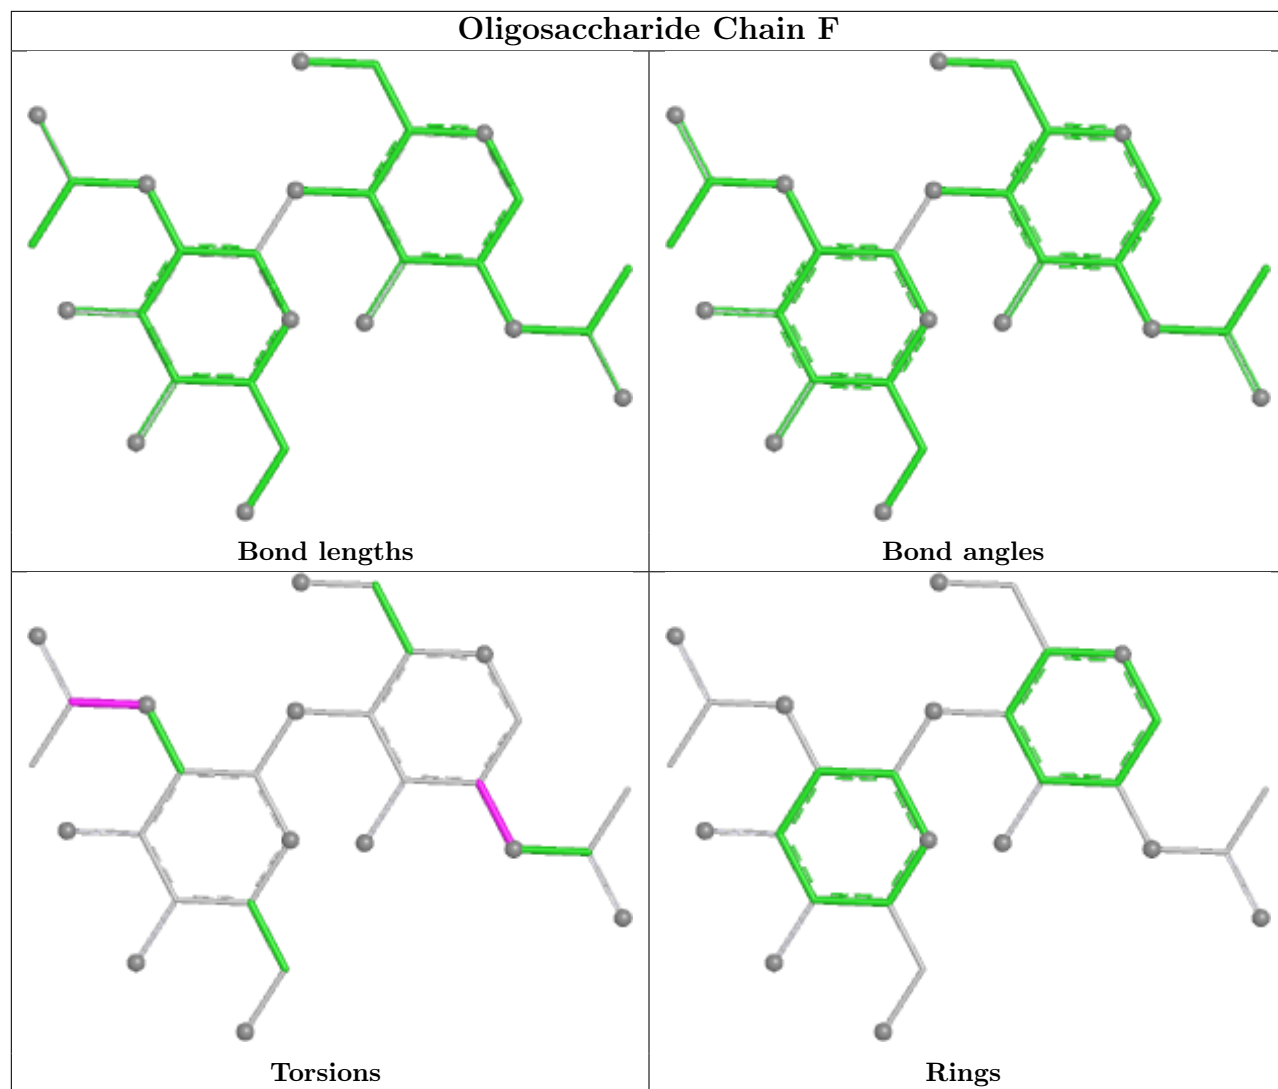 Oligosaccharide Chain F
Bond lengths
Bond angles
Torsions
Rings